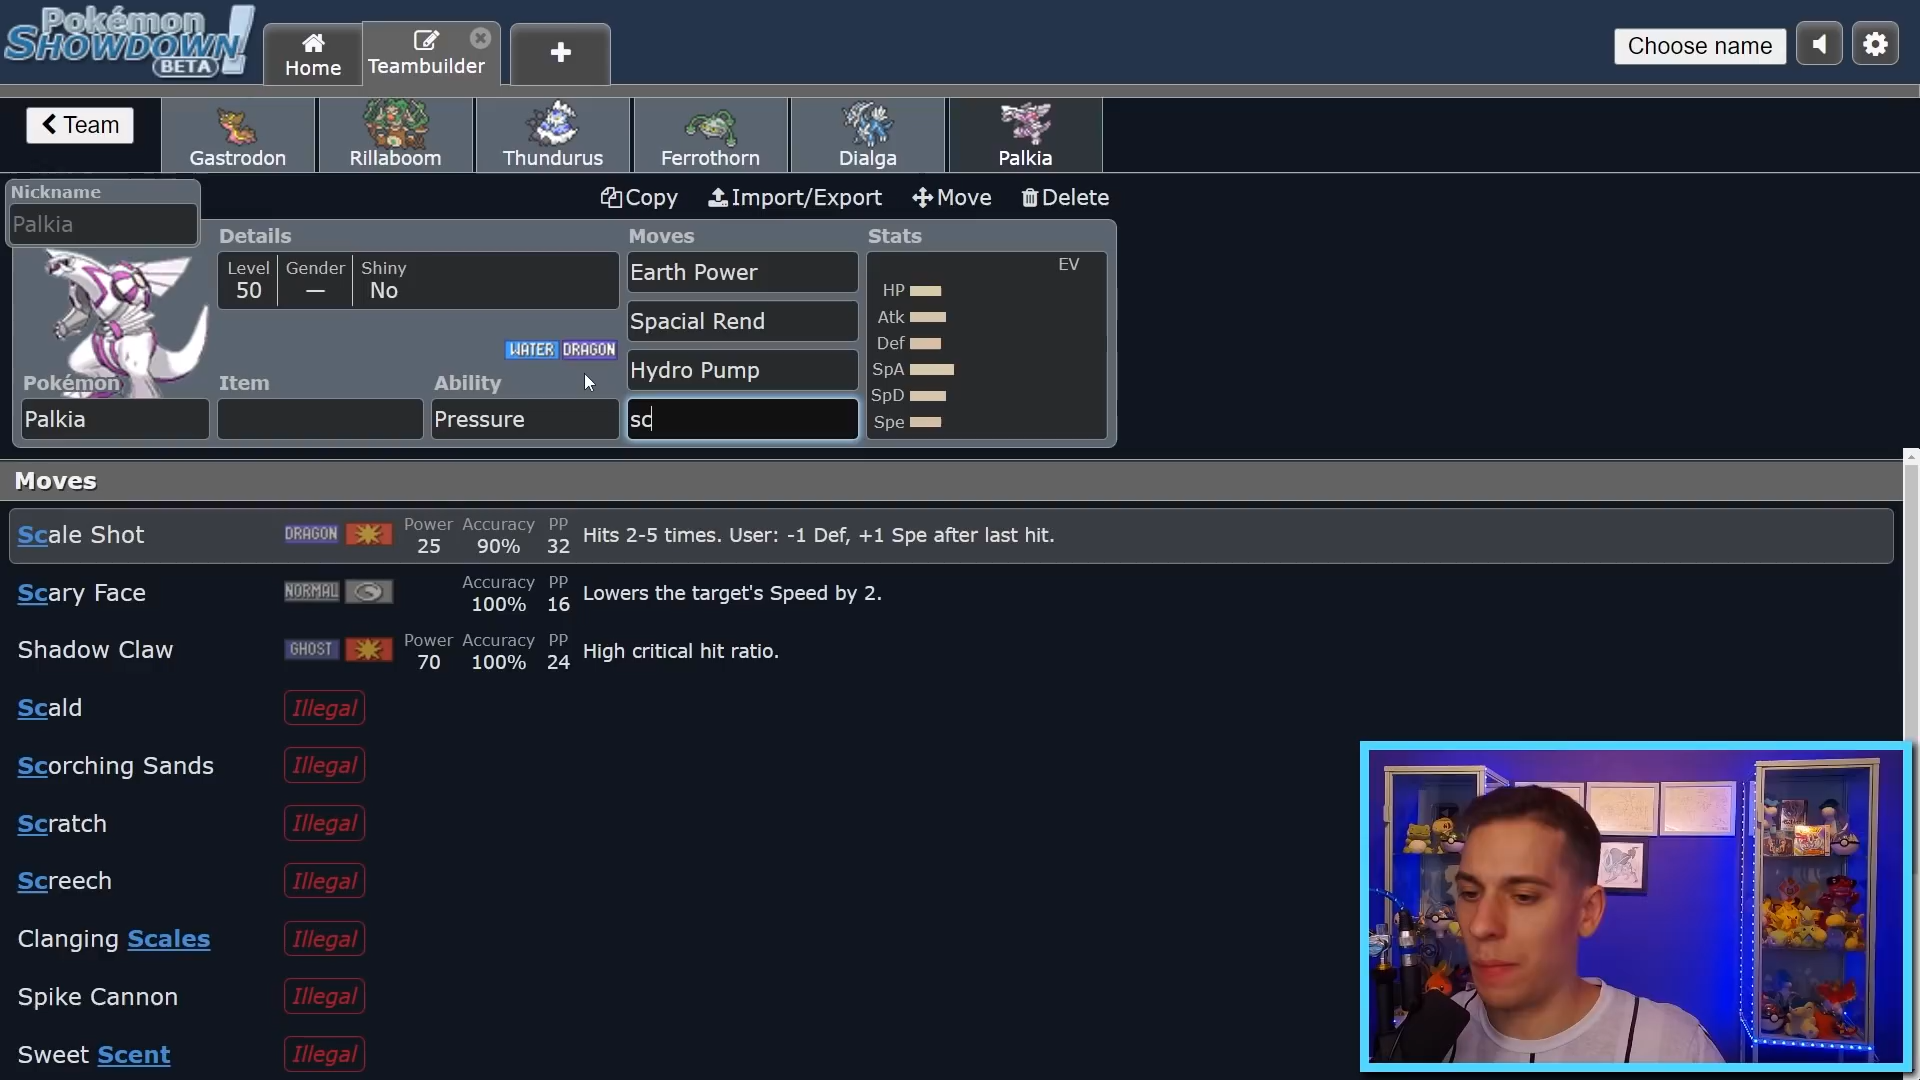 Pokémon
SHOWDOWN!
BETA
Home
Teambuilder
Choose name
Team
Gastrodon
Rillaboom
Thundurus
Ferrothorn
Dialga
Palkia
Nickname
Palkia
Copy
Import/Export
Move
Delete
Details
Level
50
Gender
—
Shiny
No
WATER DRAGON
Pokémon
Palkia
Item
Ability
Pressure
Moves
Earth Power
Spacial Rend
Hydro Pump
sc
Stats
EV
HP
Atk
Def
SpA
SpD
Spe
Moves
Scale Shot DRAGON Power 25 Accuracy 90% PP 32 Hits 2-5 times. User: -1 Def, +1 Spe after last hit.
Scary Face NORMAL Accuracy 100% PP 16 Lowers the target's Speed by 2.
Shadow Claw GHOST Power 70 Accuracy 100% PP 24 High critical hit ratio.
Scald Illegal
Scorching Sands Illegal
Scratch Illegal
Screech Illegal
Clanging Scales Illegal
Spike Cannon Illegal
Sweet Scent Illegal